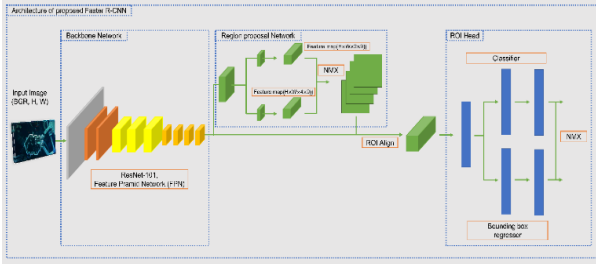 Architecture of proposed Faster R-CNN
Backbone Network
Region proposal Network
ROI Head
Classifier
Input Image
(BGR, H, W)
NMX
NMX
ROI Align
ResNet-101,
Feature Pramic Network (FPN)
Bounding box
regressor